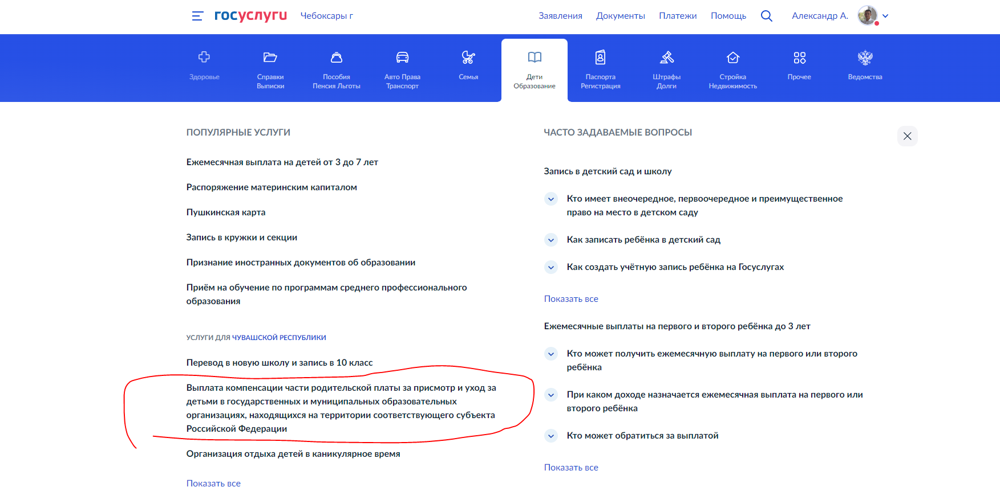 госуслуги
Чебоксары г
Заявления
Документы
Платежи
Помощь
Александр А.
Здоровье
Справки
Выписки
Пособия
Пенсия Льготы
Авто Права
Транспорт
Семья
Дети
Образование
Паспорта
Регистрация
Штрафы
Долги
Стройка
Недвижимость
Прочее
Ведомства
ПОПУЛЯРНЫЕ УСЛУГИ
Ежемесячная выплата на детей от 3 до 7 лет
Распоряжение материнским капиталом
Пушкинская карта
Запись в кружки и секции
Признание иностранных документов об образовании
Приём на обучение по программам среднего профессионального
образования
УСЛУГИ ДЛЯ ЧУВАШСКОЙ РЕСПУБЛИКИ
Перевод в новую школу и запись в 10 класс
Выплата компенсации части родительской платы за присмотр и уход за
детьми в государственных и муниципальных образовательных
организациях, находящихся на территории соответствующего субъекта
Российской Федерации
Организация отдыха детей в каникулярное время
Показать все
ЧАСТО ЗАДАВАЕМЫЕ ВОПРОСЫ
Запись в детский сад и школу
Кто имеет внеочередное, первоочередное и преимущественное
право на место в детском саду
Как записать ребёнка в детский сад
Как создать учётную запись ребёнка на Госуслугах
Показать все
Ежемесячные выплаты на первого и второго ребёнка до 3 лет
Кто может получить ежемесячную выплату на первого или второго
ребёнка
При каком доходе назначается ежемесячная выплата на первого или
второго ребёнка
Кто может обратиться за выплатой
Показать все